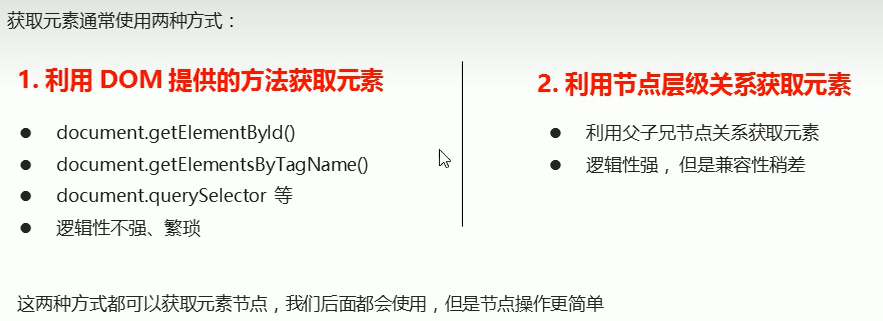 获取元素通常使用两种方式：
1. 利用 DOM 提供的方法获取元素
● document.getElementById()
● document.getElementsByTagName()
● document.querySelector 等
● 逻辑性不强、繁琐
2. 利用节点层级关系获取元素
● 利用父子兄节点关系获取元素
● 逻辑性强，但是兼容性稍差
这两种方式都可以获取元素节点，我们后面都会使用，但是节点操作更简单